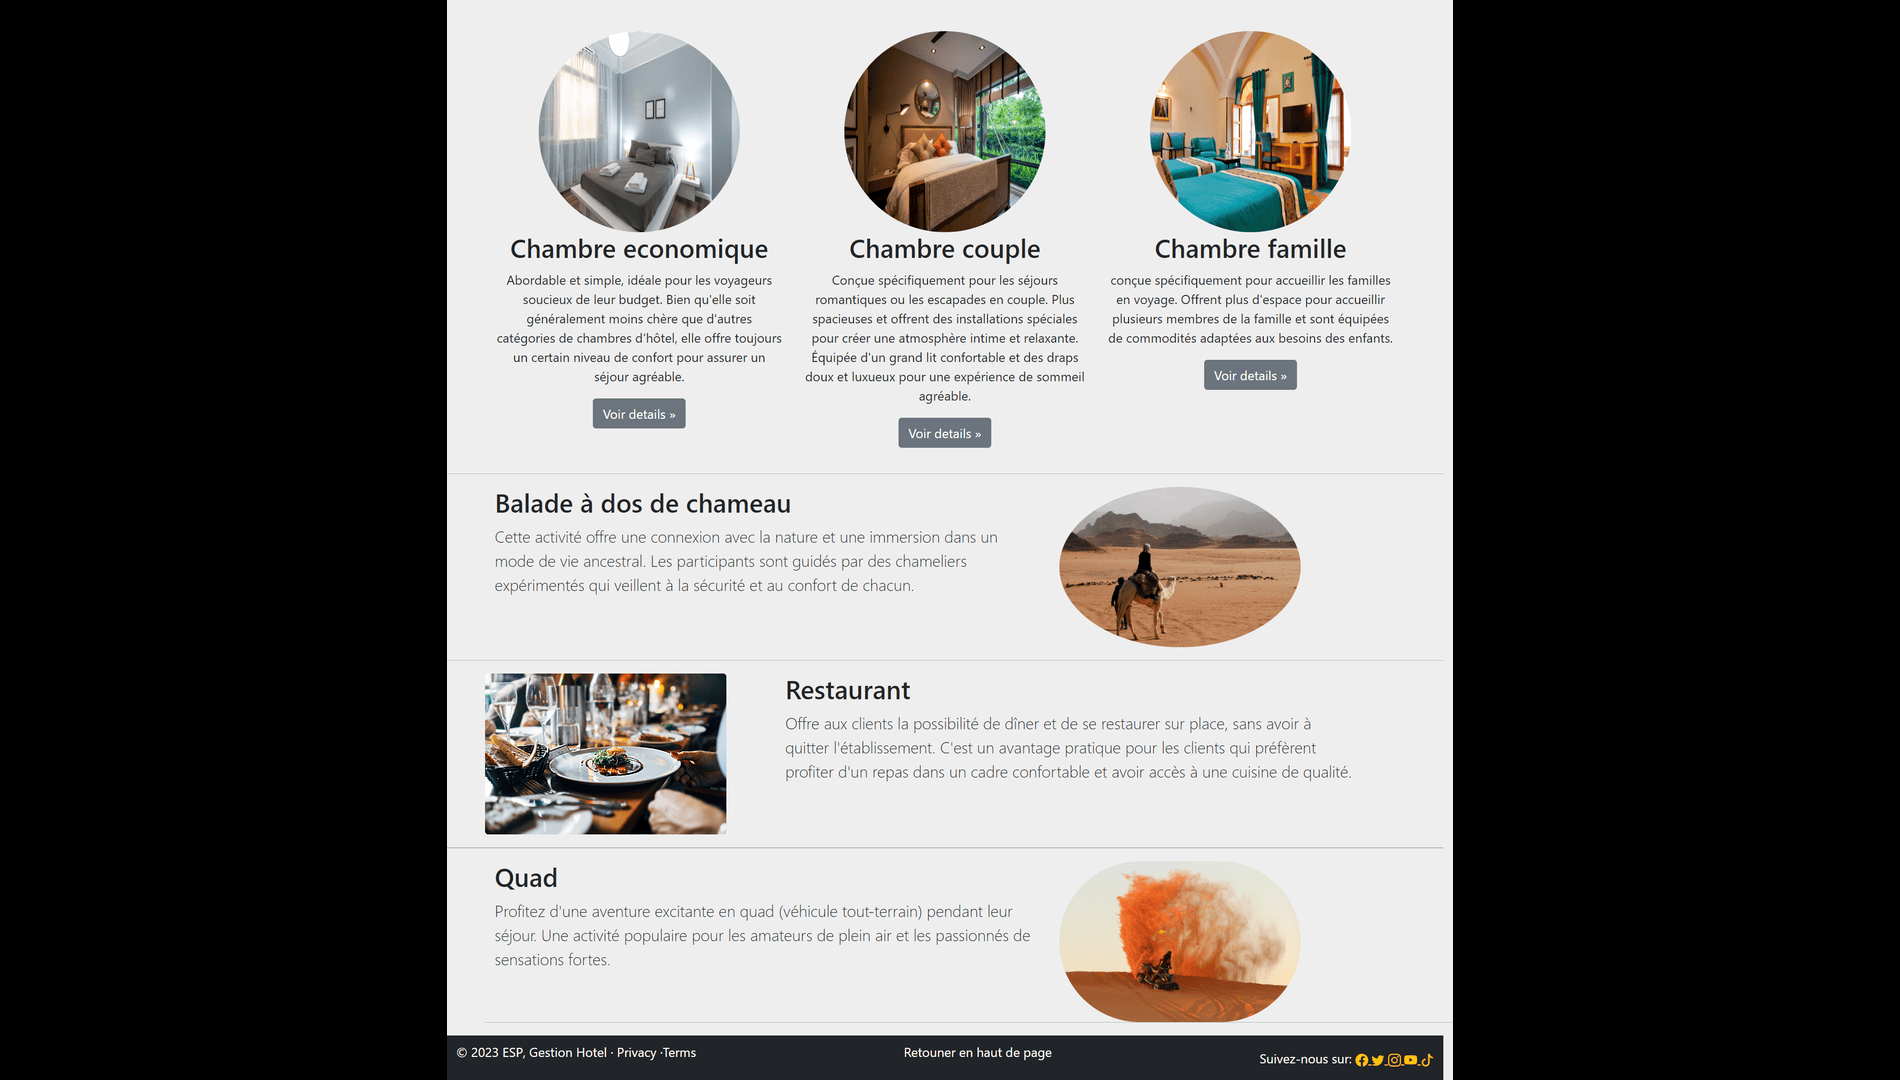 Chambre economique
Abordable et simple, idéale pour les voyageurs
soucieux de leur budget. Bien qu'elle soit
généralement moins chère que d'autres
catégories de chambres d'hôtel, elle offre toujours
un certain niveau de confort pour assurer un
séjour agréable.
Voir details »
Chambre couple
Conçue spécifiquement pour les séjours
romantiques ou les escapades en couple. Plus
spacieuses et offrent des installations spéciales
pour créer une atmosphère intime et relaxante.
Équipée d'un grand lit confortable et des draps
doux et luxueux pour une expérience de sommeil
agréable.
Voir details »
Chambre famille
conçue spécifiquement pour accueillir les familles
en voyage. Offrent plus d'espace pour accueillir
plusieurs membres de la famille et sont équipées
de commodités adaptées aux besoins des enfants.
Voir details »
Balade à dos de chameau
Cette activité offre une connexion avec la nature et une immersion dans un
mode de vie ancestral. Les participants sont guidés par des chameliers
expérimentés qui veillent à la sécurité et au confort de chacun.
Restaurant
Offre aux clients la possibilité de dîner et de se restaurer sur place, sans avoir à
quitter l'établissement. C'est un avantage pratique pour les clients qui préfèrent
profiter d'un repas dans un cadre confortable et avoir accès à une cuisine de qualité.
Quad
Profitez d'une aventure excitante en quad (véhicule tout-terrain) pendant leur
séjour. Une activité populaire pour les amateurs de plein air et les passionnés de
sensations fortes.
© 2023 ESP, Gestion Hotel · Privacy ·Terms
Retouner en haut de page
Suivez-nous sur: